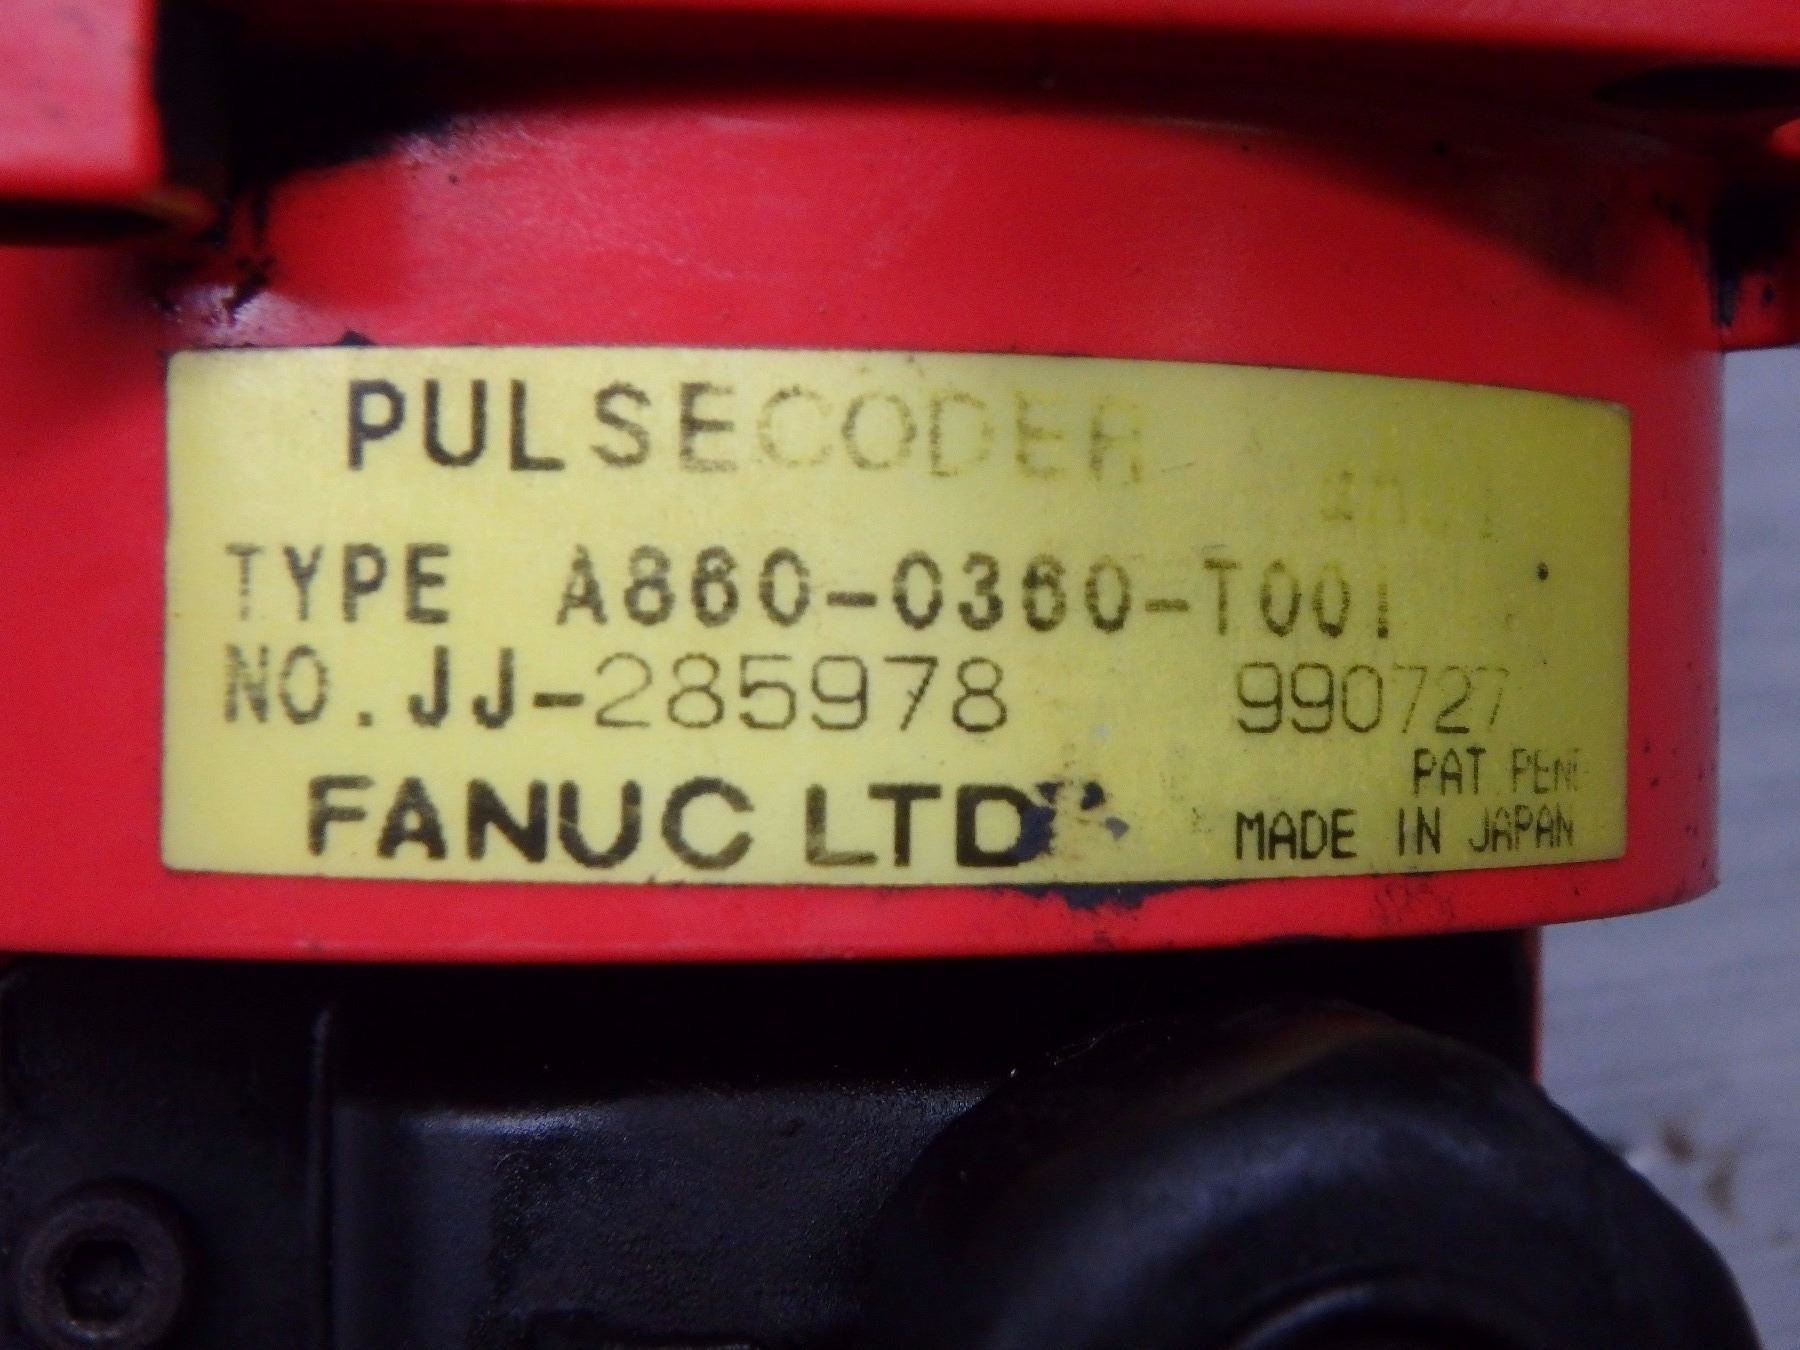 PULSECODER
TYPE A860-0360-T001
NO. JJ-285978 990727
PAT PEND
FANUC LTD
MADE IN JAPAN